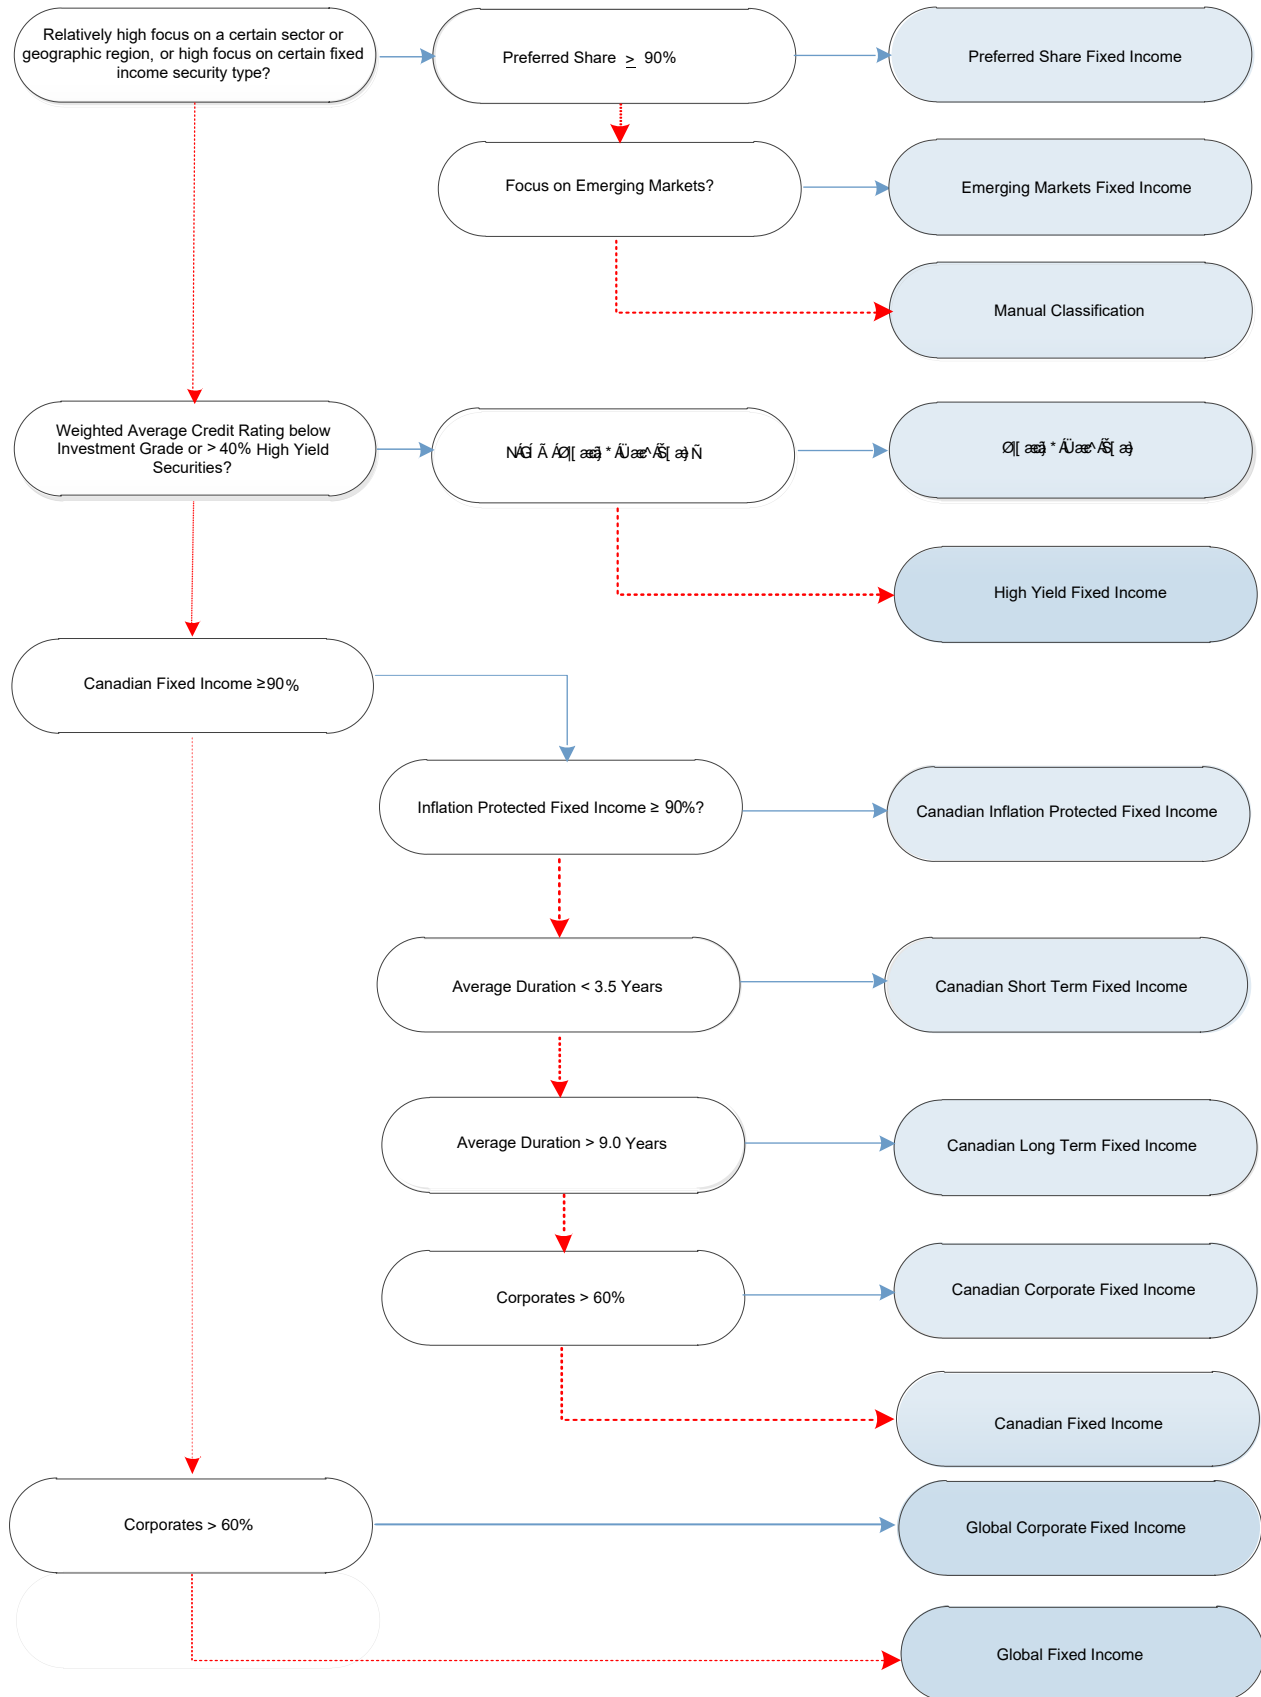 Relatively high focus on a certain sector or
geographic region, or high focus on certain fixed
income security type?
Preferred Share ≥ 90%
Preferred Share Fixed Income
Focus on Emerging Markets?
Emerging Markets Fixed Income
Manual Classification
Weighted Average Credit Rating below
Investment Grade or > 40% High Yield
Securities?
High Yield Fixed Income
Canadian Fixed Income ≥90%
Inflation Protected Fixed Income ≥ 90%?
Canadian Inflation Protected Fixed Income
Average Duration < 3.5 Years
Canadian Short Term Fixed Income
Average Duration > 9.0 Years
Canadian Long Term Fixed Income
Corporates > 60%
Canadian Corporate Fixed Income
Canadian Fixed Income
Corporates > 60%
Global Corporate Fixed Income
Global Fixed Income